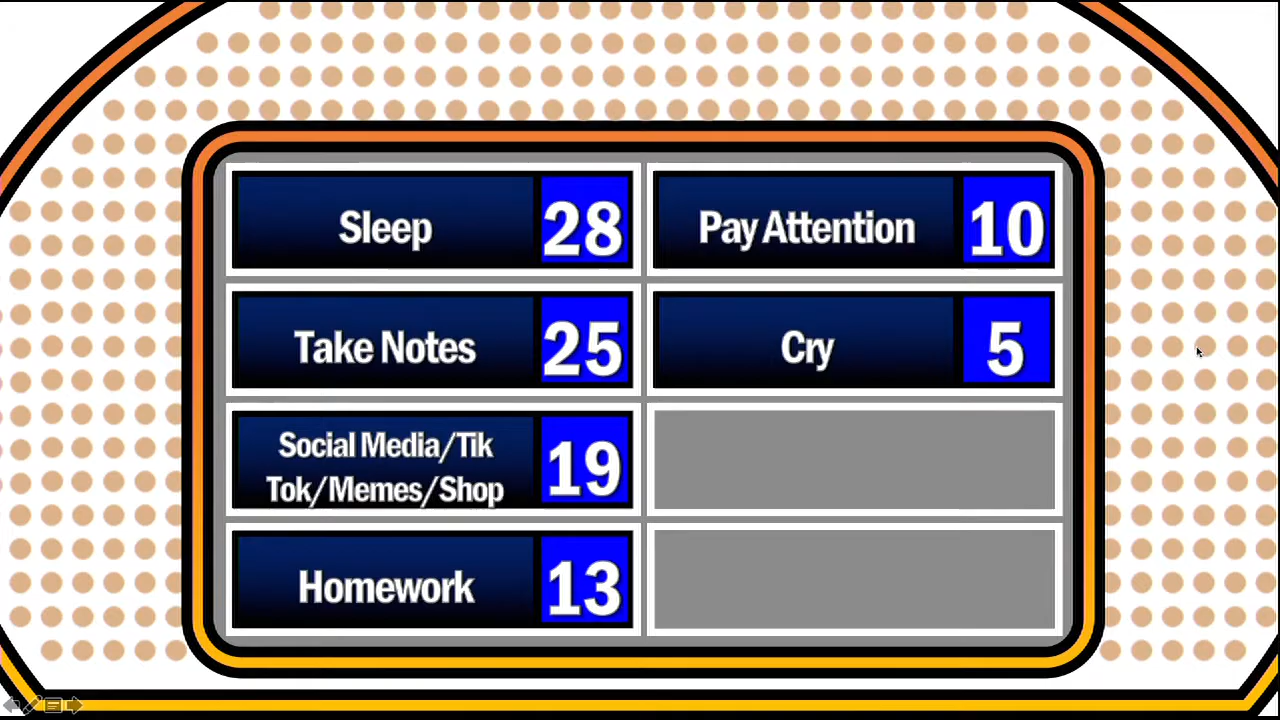 Sleep 28
Take Notes 25
Social Media/Tik
Tok/Memes/Shop 19
Homework 13
Pay Attention 10
Cry 5